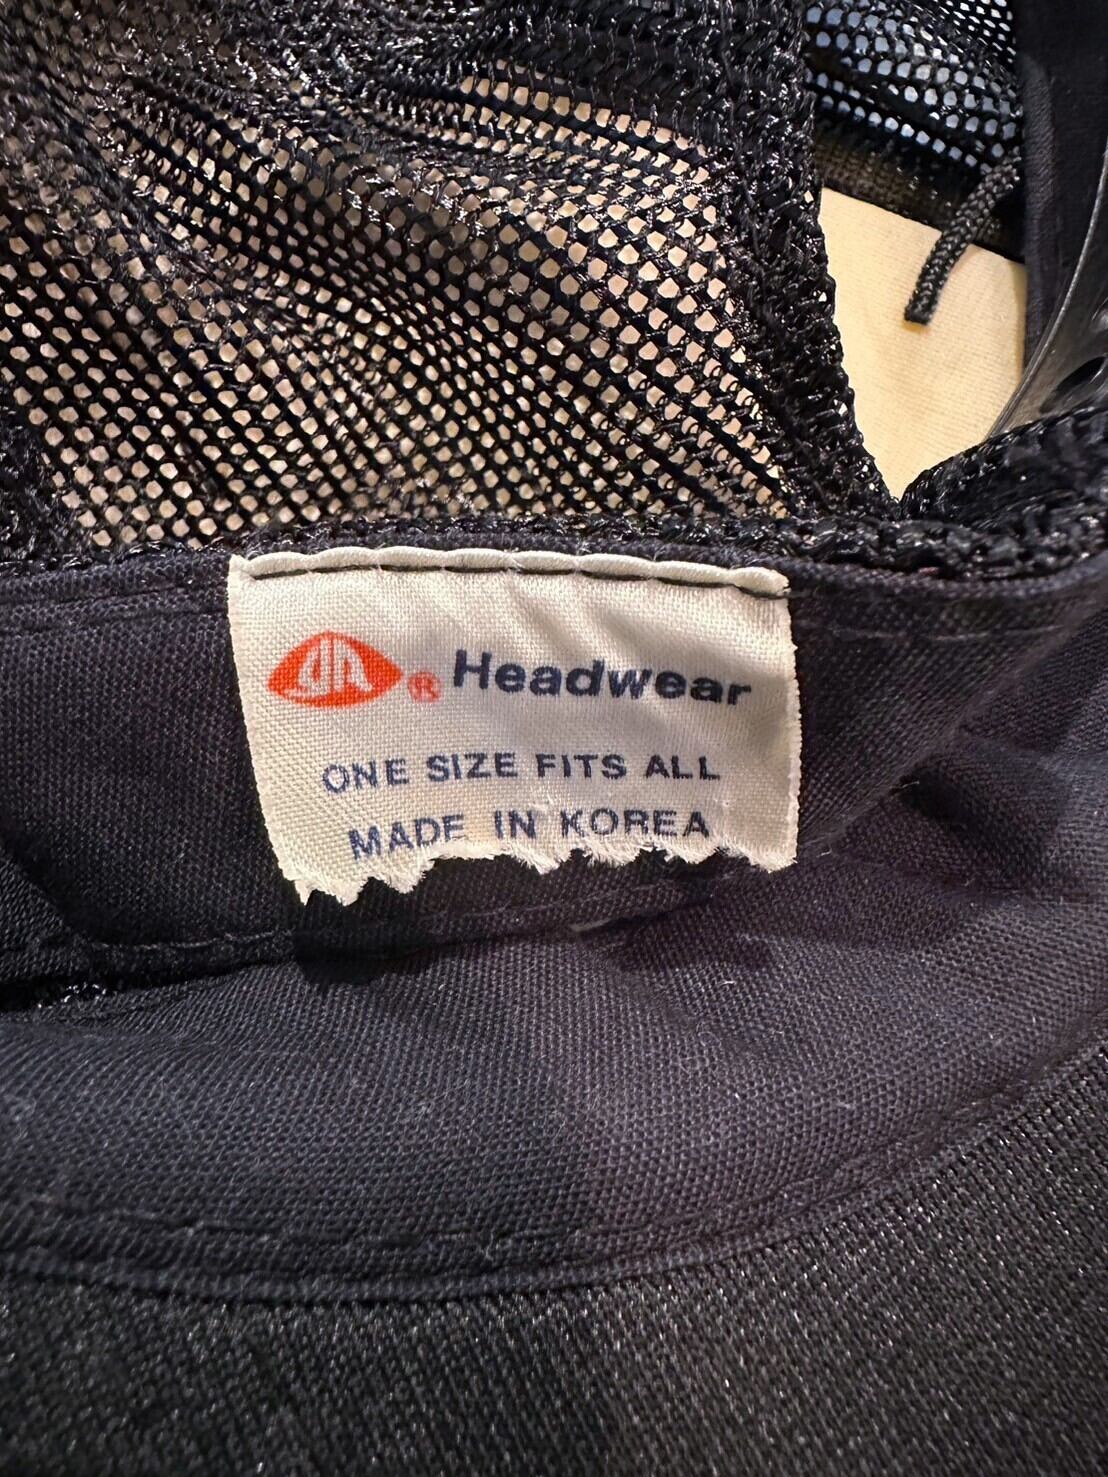 ® Headwear
ONE SIZE FITS ALL
MADE IN KOREA